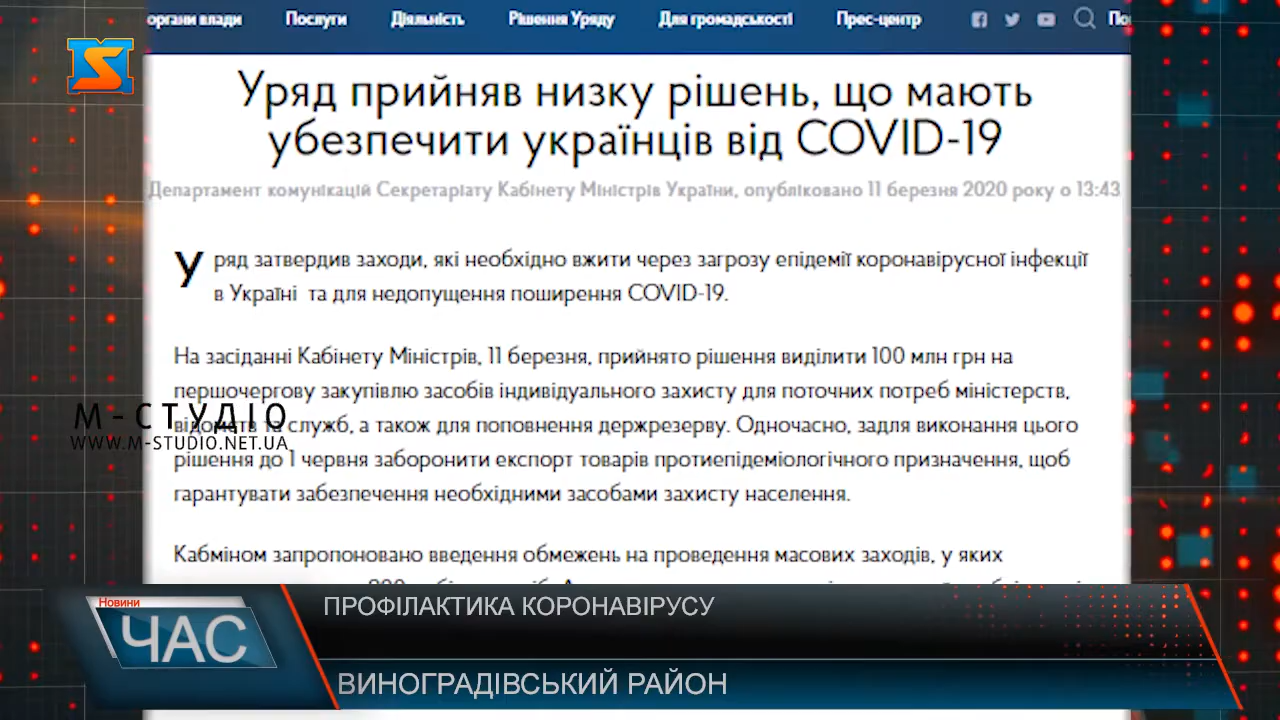 органи влади Послуги Діяльність Рішення Уряду Для громадськості Прес-центр
Уряд прийняв низку рішень, що мають
убезпечити українців від COVID-19
Департамент комунікацій Секретаріату Кабінету Міністрів України, опубліковано 11 березня 2020 року о 13:43
Уряд затвердив заходи, які необхідно вжити через загрозу епідемії коронавірусної інфекції
в Україні та для недопущення поширення COVID-19.
На засіданні Кабінету Міністрів, 11 березня, прийнято рішення виділити 100 млн грн на
першочергову закупівлю засобів індивідуального захисту для поточних потреб міністерств,
М-СТУДІО
відомств та служб, а також для поповнення держрезерву. Одночасно, задля виконання цього
WWW.M-STUDIO.NET.UA
рішення до 1 червня заборонити експорт товарів протиепідеміологічного призначення, щоб
гарантувати забезпечення необхідними засобами захисту населення.
Кабміном запропоновано введення обмежень на проведення масових заходів, у яких
Новини
ЧАС
ПРОФІЛАКТИКА КОРОНАВІРУСУ
ВИНОГРАДІВСЬКИЙ РАЙОН